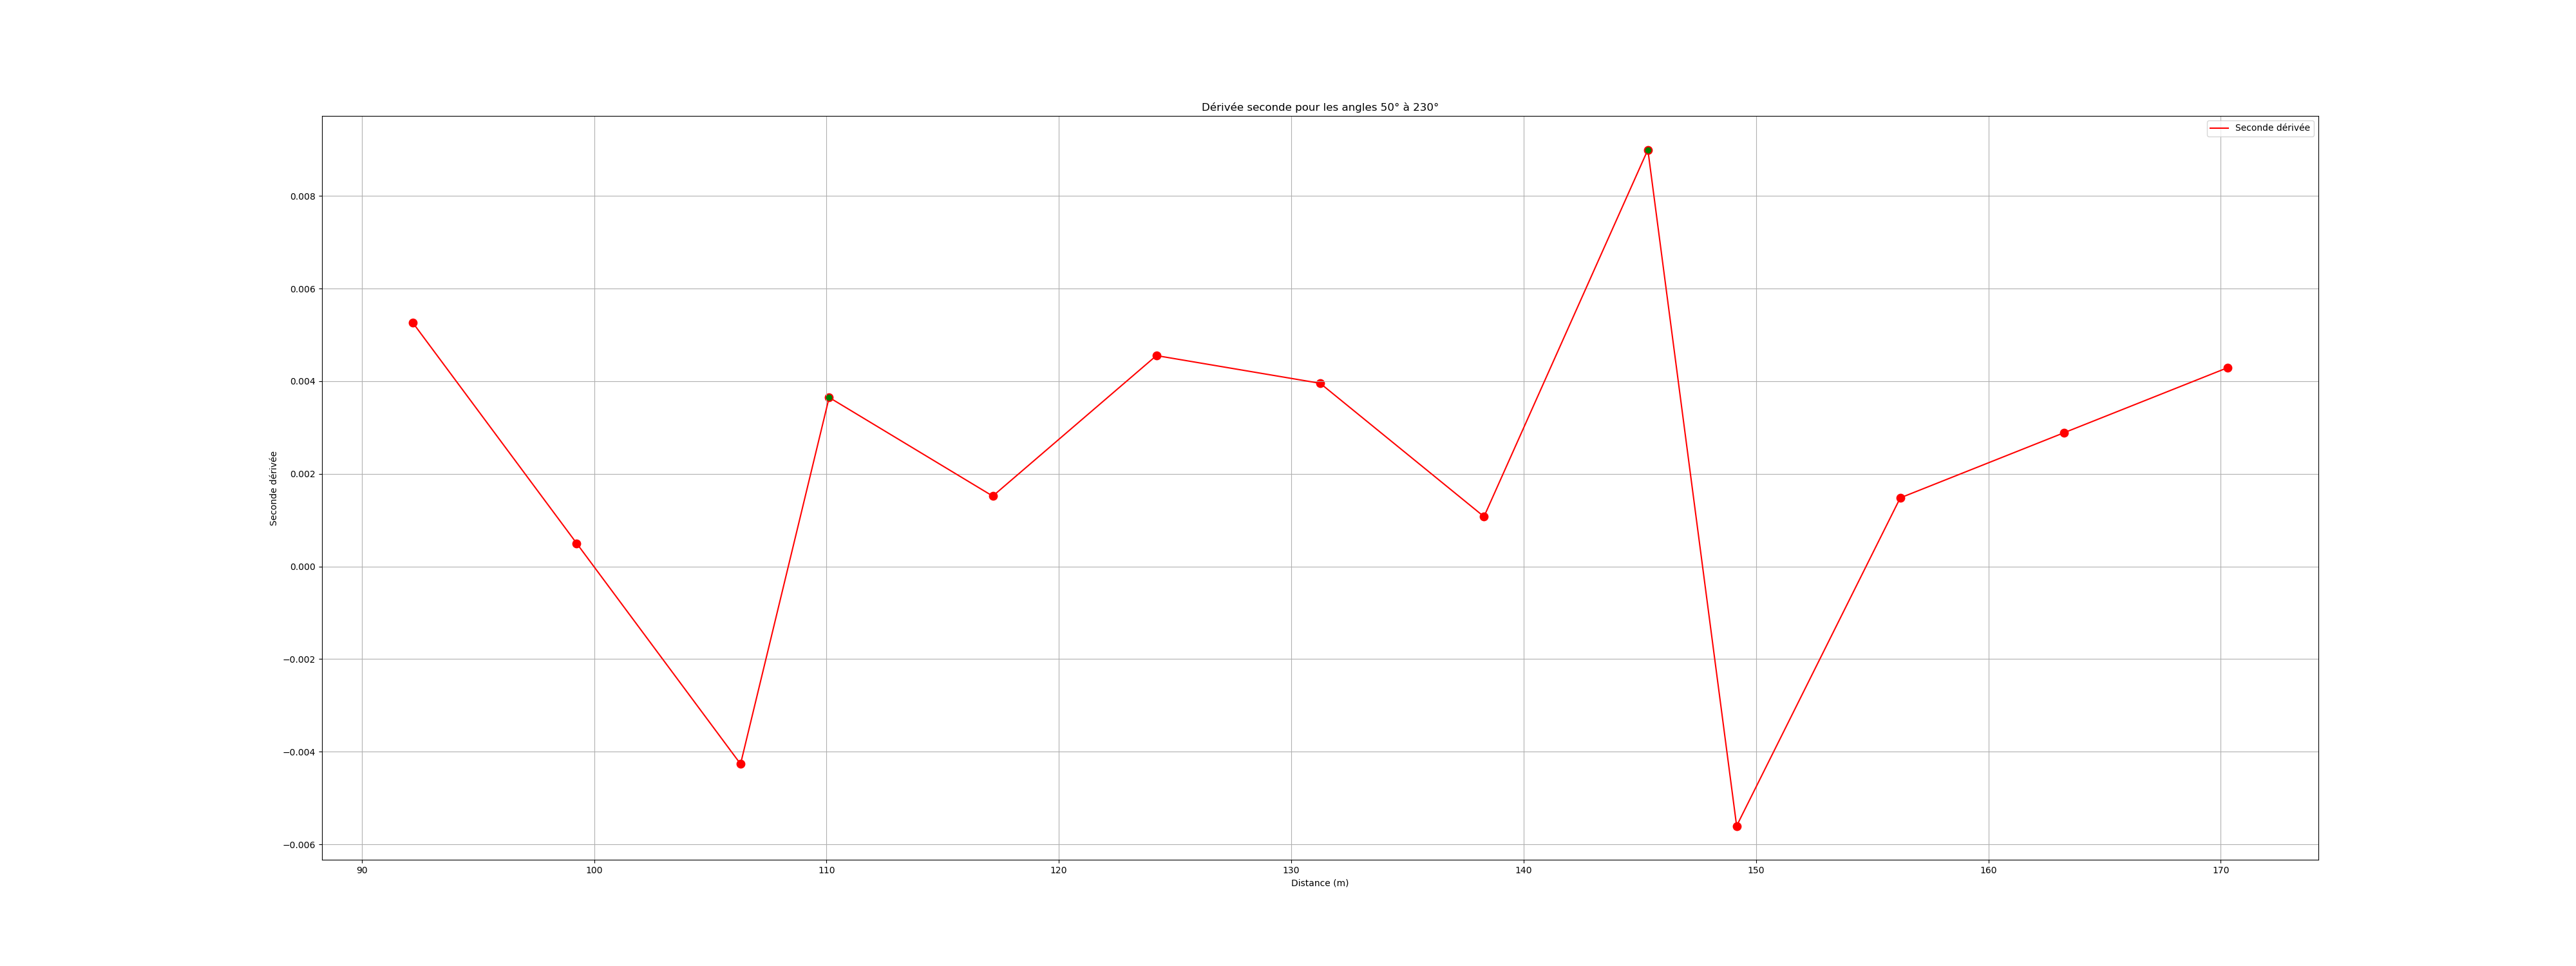 Dérivée seconde pour les angles 50° à 230°
Seconde dérivée
0.008
0.006
0.004
0.002
0.000
−0.002
−0.004
−0.006
Seconde dérivée
90 100 110 120 130 140 150 160 170
Distance (m)